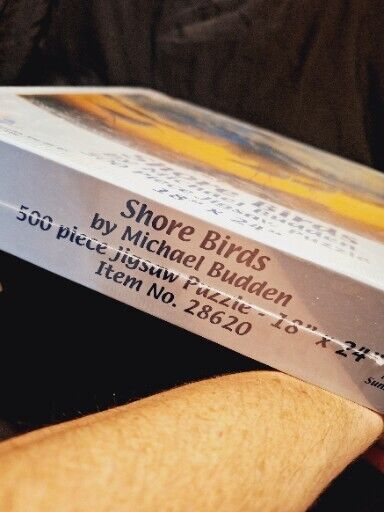 Shore Birds
by Michael Budden
500 piece Jigsaw Puzzle - 18" x 24"
Item No. 28620